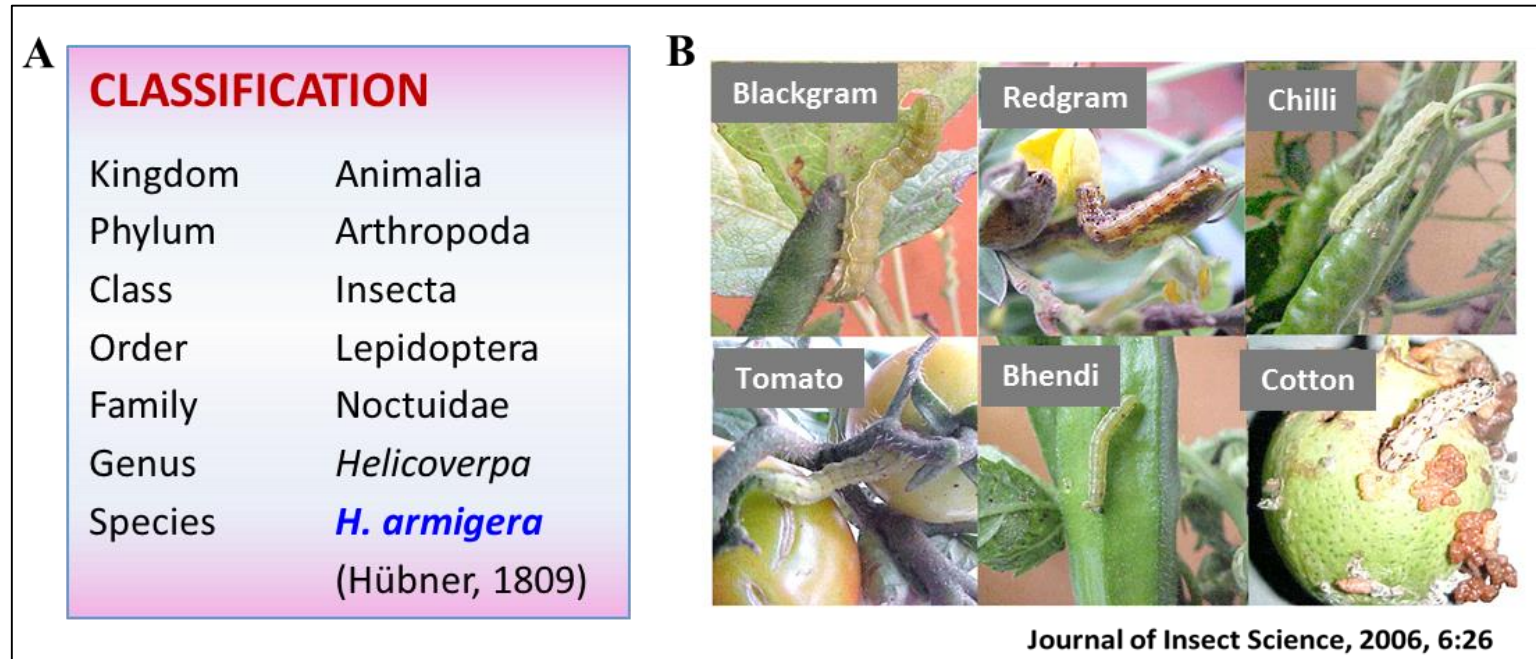 A
CLASSIFICATION
Kingdom Animalia
Phylum Arthropoda
Class Insecta
Order Lepidoptera
Family Noctuidae
Genus Helicoverpa
Species H. armigera
(Hübner, 1809)
B
Blackgram
Redgram
Chilli
Tomato
Bhendi
Cotton
Journal of Insect Science, 2006, 6:26